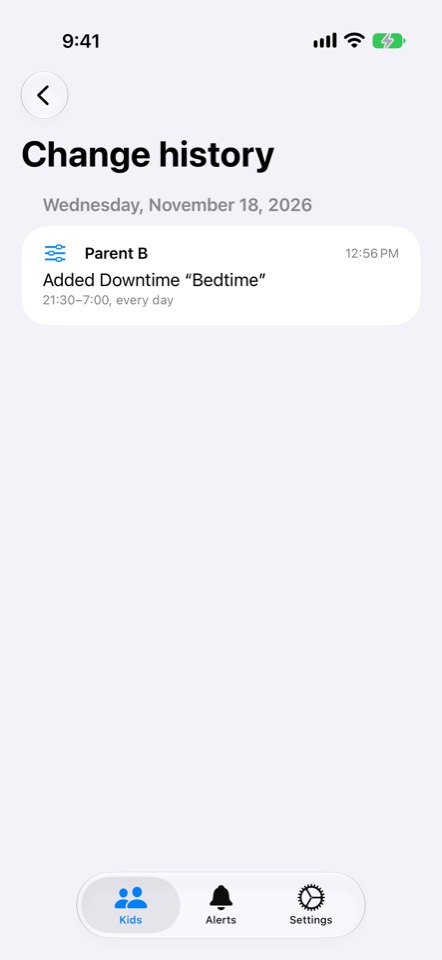 9:41
Change history
Wednesday, November 18, 2026
Parent B
12:56 PM
Added Downtime “Bedtime”
21:30–7:00, every day
Kids
Alerts
Settings